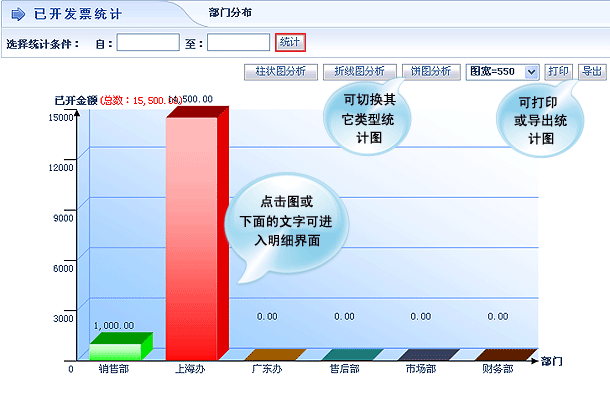 已开发票统计 部门分布
选择统计条件： 自： 至： 统计
柱状图分析 折线图分析 饼图分析 图宽=550 打印 导出
可切换其
它类型统
计图
可打印
或导出统
计图
已开金额 (总数：15,500.00) 14,500.00
15000
12000
9000
6000
3000
0
点击图或
下面的文字可进
入明细界面
1,000.00 0.00 0.00 0.00 0.00
销售部 上海办 广东办 售后部 市场部 财务部 部门